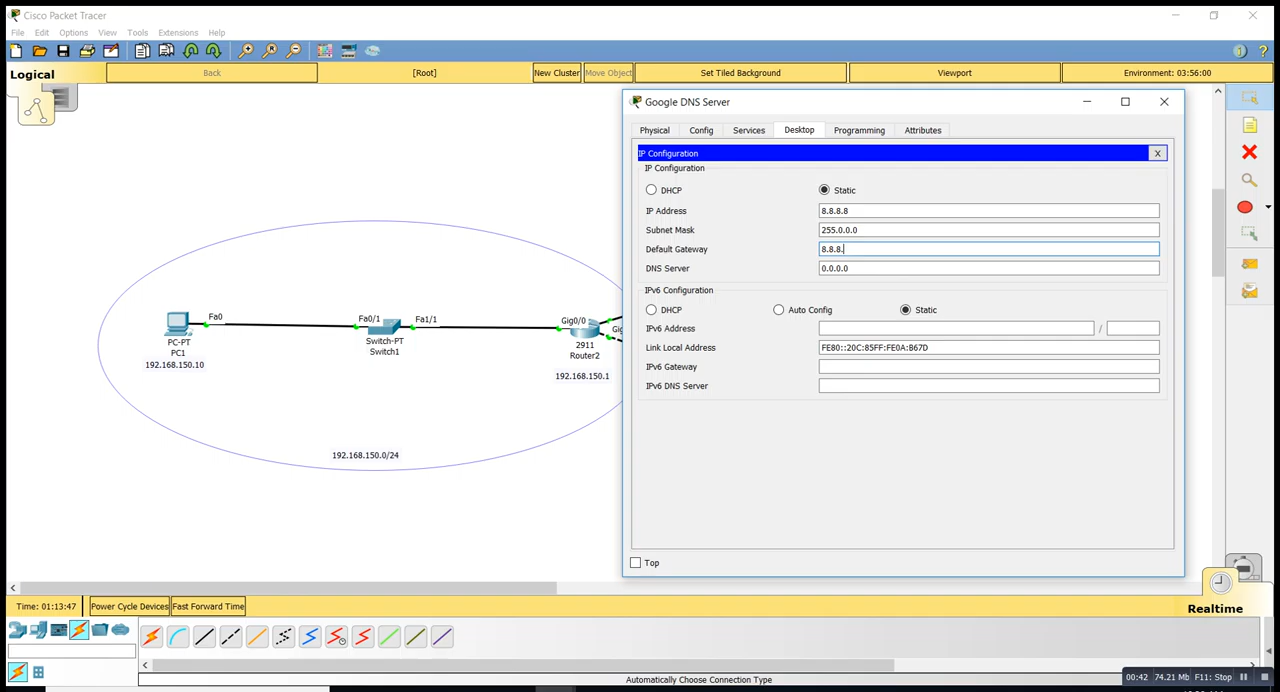 Cisco Packet Tracer
File Edit Options View Tools Extensions Help
Logical Back [Root] New Cluster Move Object Set Tiled Background Viewport Environment: 03:56:00
Google DNS Server
Physical Config Services Desktop Programming Attributes
IP Configuration X
IP Configuration
DHCP Static
IP Address 8.8.8.8
Subnet Mask 255.0.0.0
Default Gateway 8.8.8.
DNS Server 0.0.0.0
IPv6 Configuration
DHCP Auto Config Static
IPv6 Address /
Link Local Address FE80::20C:85FF:FE0A:B67D
IPv6 Gateway
IPv6 DNS Server
Top
Fa0 Fa0/1 Fa1/1 Gig0/0 Gig
PC-PT
PC1
192.168.150.10
Switch-PT
Switch1
2911
Router2
192.168.150.1
192.168.150.0/24
Time: 01:13:47 Power Cycle Devices Fast Forward Time
Realtime
Automatically Choose Connection Type
00:42 74.21 Mb F11: Stop